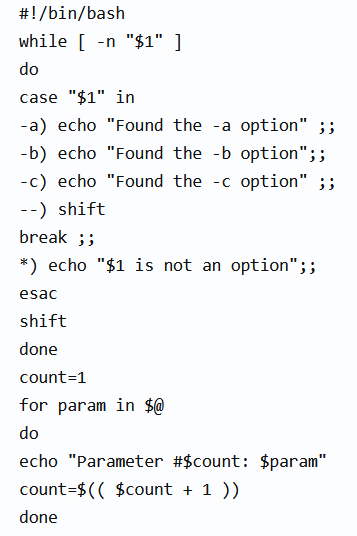 #!/bin/bash
while [ -n "$1" ]
do
case "$1" in
-a) echo "Found the -a option" ;;
-b) echo "Found the -b option";;
-c) echo "Found the -c option" ;;
--) shift
break ;;
*) echo "$1 is not an option";;
esac
shift
done
count=1
for param in $@
do
echo "Parameter #$count: $param"
count=$(( $count + 1 ))
done